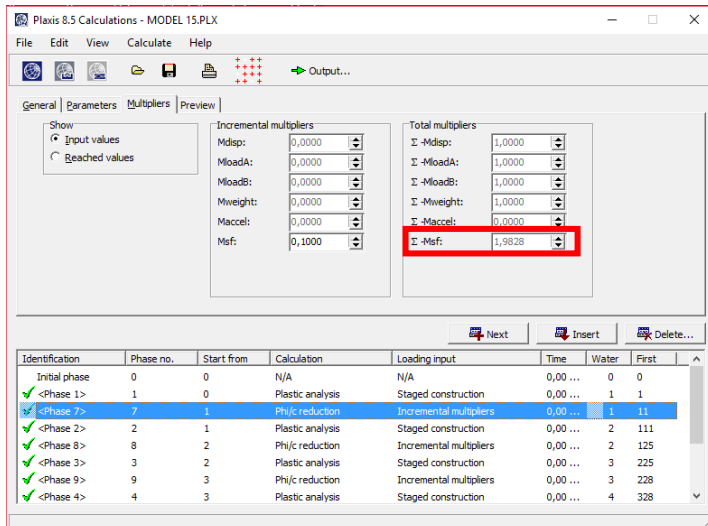 Plaxis 8.5 Calculations - MODEL 15.PLX
File Edit View Calculate Help
Output...
General Parameters Multipliers Preview
Show
Input values
Reached values
Incremental multipliers
Mdisp: 0,0000
MloadA: 0,0000
MloadB: 0,0000
Mweight: 0,0000
Maccel: 0,0000
Msf: 0,1000
Total multipliers
Σ -Mdisp: 1,0000
Σ -MloadA: 1,0000
Σ -MloadB: 1,0000
Σ -Mweight: 1,0000
Σ -Maccel: 0,0000
Σ -Msf: 1,9828
Next Insert Delete...
Identification Phase no. Start from Calculation Loading input Time Water First
Initial phase 0 0 N/A N/A 0,00 ... 0 0
<Phase 1> 1 0 Plastic analysis Staged construction 0,00 ... 1 1
<Phase 7> 7 1 Phi/c reduction Incremental multipliers 0,00 ... 1 11
<Phase 2> 2 1 Plastic analysis Staged construction 0,00 ... 2 111
<Phase 8> 8 2 Phi/c reduction Incremental multipliers 0,00 ... 2 125
<Phase 3> 3 2 Plastic analysis Staged construction 0,00 ... 3 225
<Phase 9> 9 3 Phi/c reduction Incremental multipliers 0,00 ... 3 228
<Phase 4> 4 3 Plastic analysis Staged construction 0,00 ... 4 328